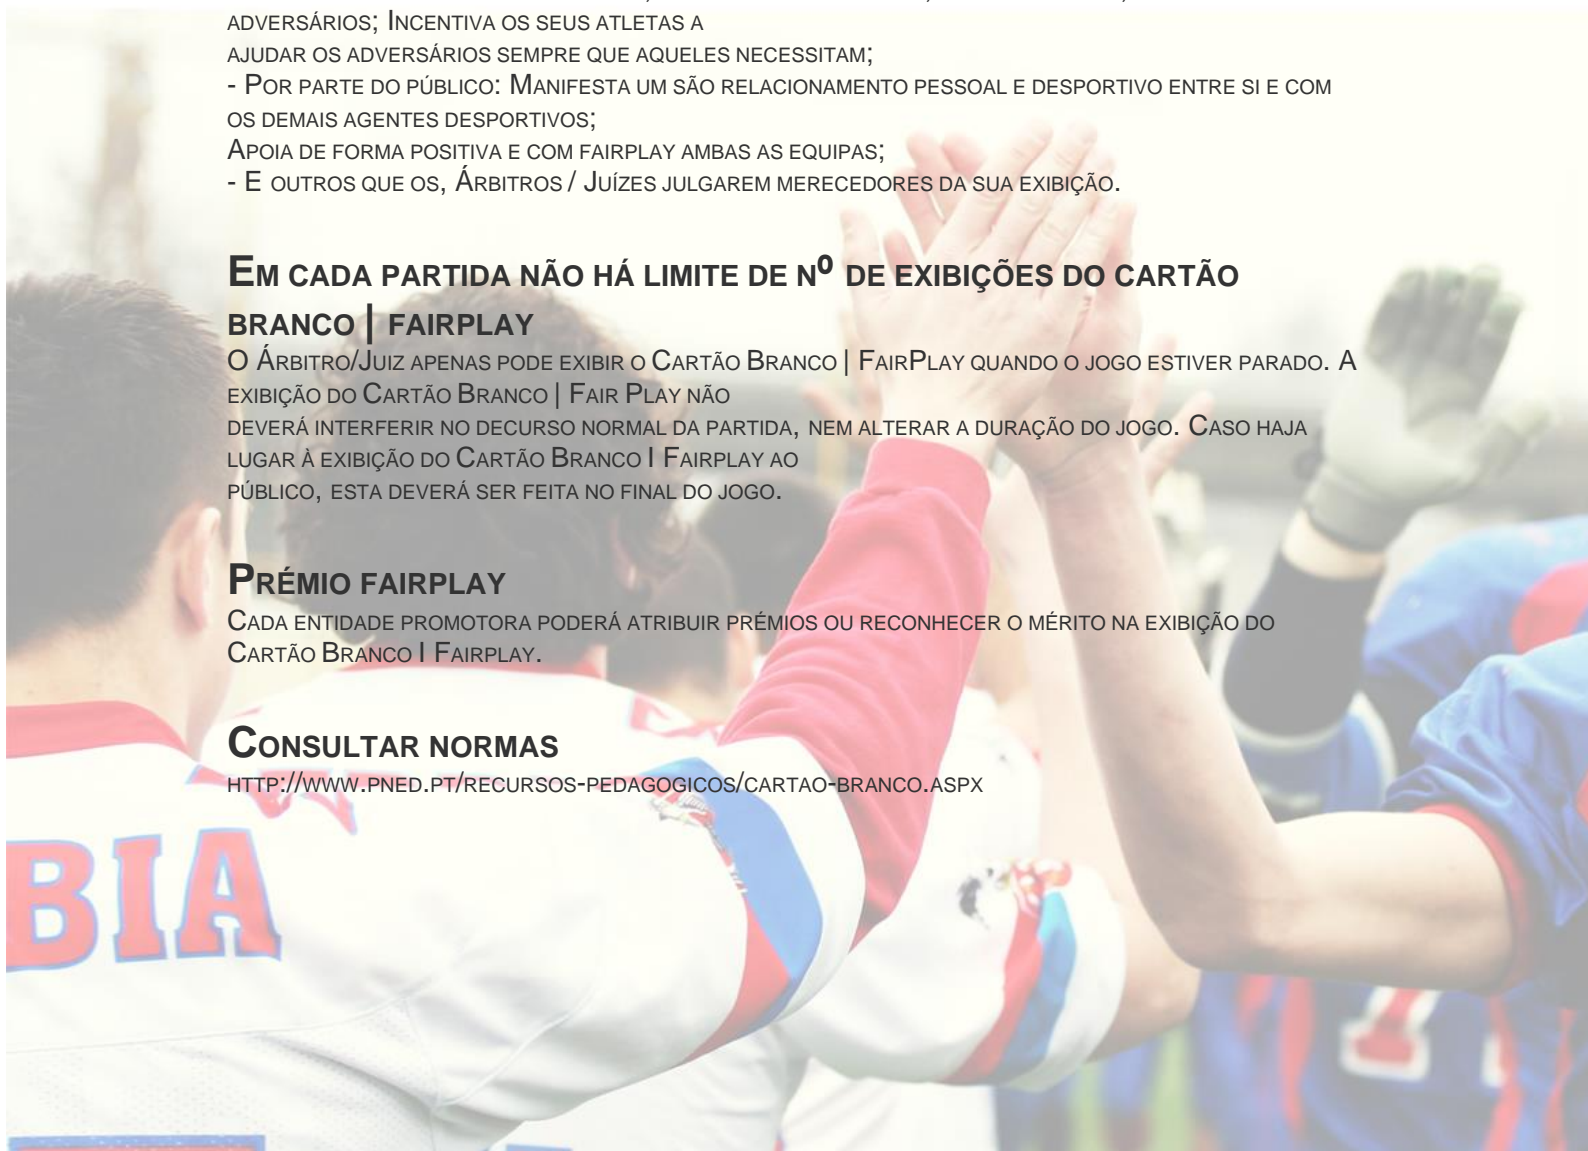 ADVERSÁRIOS; INCENTIVA OS SEUS ATLETAS A
AJUDAR OS ADVERSÁRIOS SEMPRE QUE AQUELES NECESSITAM;
- POR PARTE DO PÚBLICO: MANIFESTA UM SÃO RELACIONAMENTO PESSOAL E DESPORTIVO ENTRE SI E COM
OS DEMAIS AGENTES DESPORTIVOS;
APOIA DE FORMA POSITIVA E COM FAIRPLAY AMBAS AS EQUIPAS;
- E OUTROS QUE OS, ÁRBITROS / JUÍZES JULGAREM MERECEDORES DA SUA EXIBIÇÃO.
EM CADA PARTIDA NÃO HÁ LIMITE DE Nº DE EXIBIÇÕES DO CARTÃO
BRANCO | FAIRPLAY
O ÁRBITRO/JUIZ APENAS PODE EXIBIR O CARTÃO BRANCO | FAIRPLAY QUANDO O JOGO ESTIVER PARADO. A
EXIBIÇÃO DO CARTÃO BRANCO | FAIR PLAY NÃO
DEVERÁ INTERFERIR NO DECURSO NORMAL DA PARTIDA, NEM ALTERAR A DURAÇÃO DO JOGO. CASO HAJA
LUGAR À EXIBIÇÃO DO CARTÃO BRANCO I FAIRPLAY AO
PÚBLICO, ESTA DEVERÁ SER FEITA NO FINAL DO JOGO.
PRÉMIO FAIRPLAY
CADA ENTIDADE PROMOTORA PODERÁ ATRIBUIR PRÉMIOS OU RECONHECER O MÉRITO NA EXIBIÇÃO DO
CARTÃO BRANCO I FAIRPLAY.
CONSULTAR NORMAS
HTTP://WWW.PNED.PT/RECURSOS-PEDAGOGICOS/CARTAO-BRANCO.ASPX
BIA